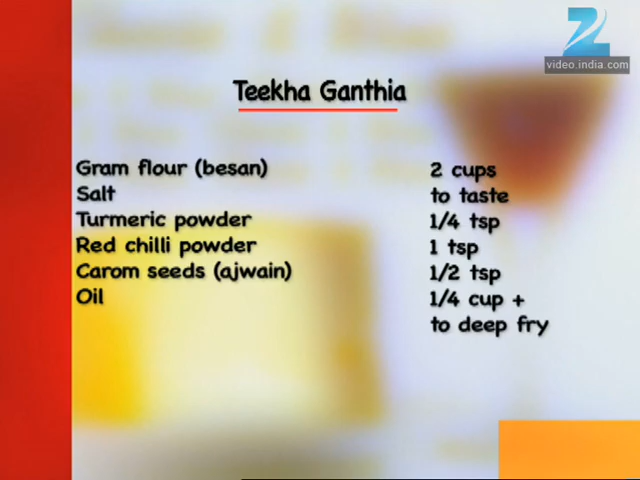 Z
video.india.com
Teekha Ganthia
Gram flour (besan) 2 cups
Salt to taste
Turmeric powder 1/4 tsp
Red chilli powder 1 tsp
Carom seeds (ajwain) 1/2 tsp
Oil 1/4 cup +
to deep fry